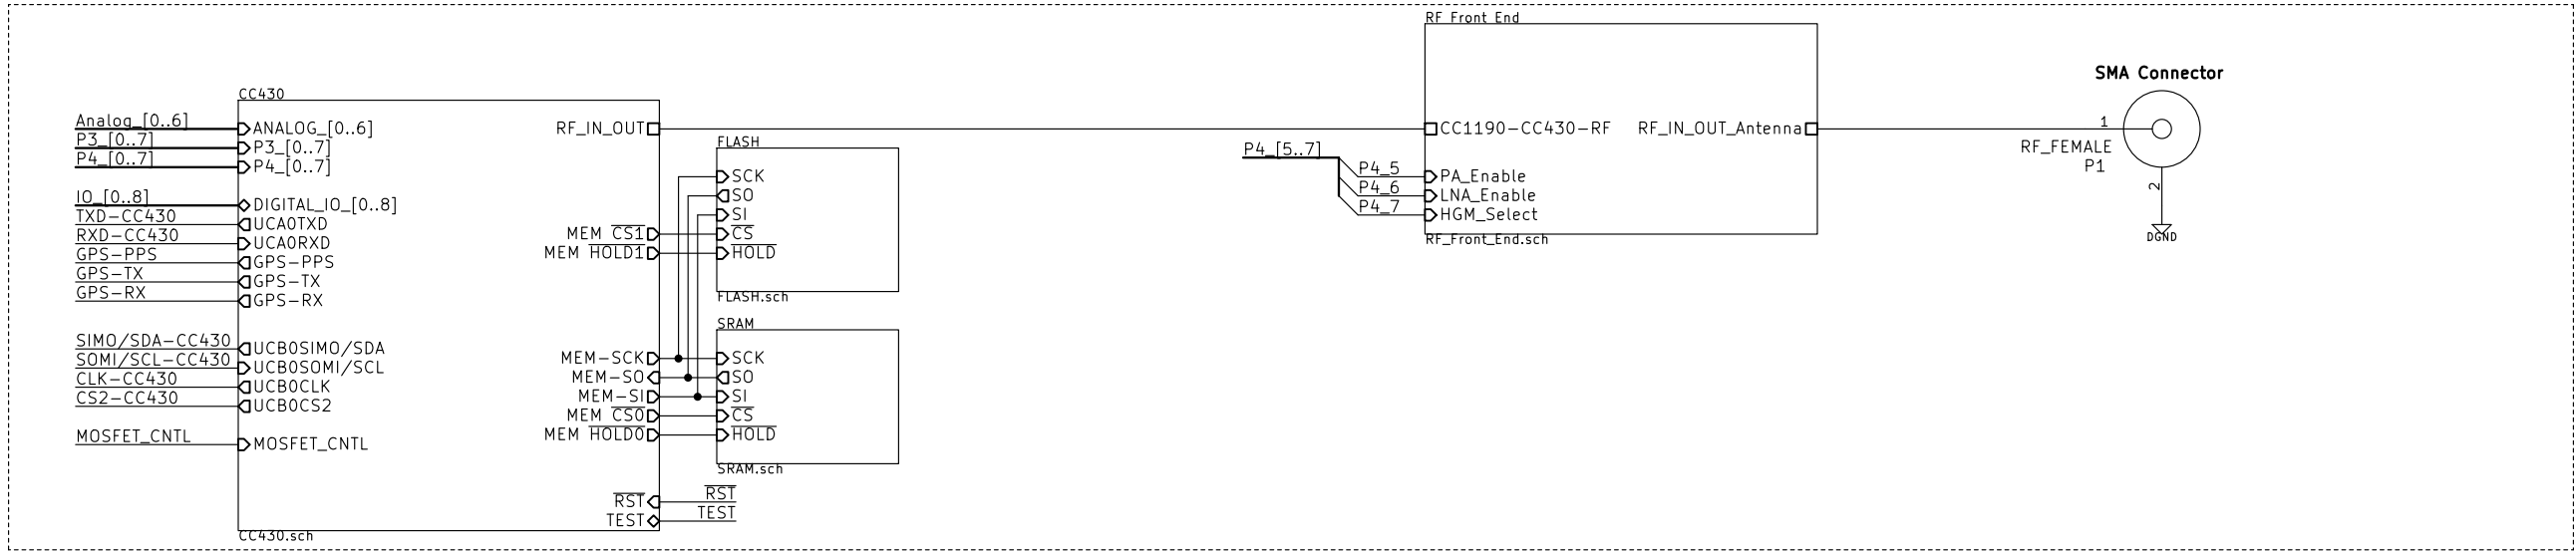 RF Front End
SMA Connector
CC430
Analog_[0..6]
ANALOG_[0..6]
RF_IN_OUT
CC1190-CC430-RF
RF_IN_OUT_Antenna
1
P3_[0..7]
P3_[0..7]
FLASH
P4_[5..7]
RF_FEMALE
P4_[0..7]
P4_[0..7]
P1
SCK
P4_5
PA_Enable
SO
P4_6
LNA_Enable
2
IO_[0..8]
DIGITAL_IO_[0..8]
SI
P4_7
HGM_Select
TXD-CC430
UCA0TXD
MEM CS1
CS
RF_Front_End.sch
DGND
RXD-CC430
UCA0RXD
MEM HOLD1
HOLD
GPS-PPS
GPS-PPS
GPS-TX
GPS-TX
GPS-RX
GPS-RX
FLASH.sch
SRAM
SIMO/SDA-CC430
UCB0SIMO/SDA
SOMI/SCL-CC430
UCB0SOMI/SCL
MEM-SCK
SCK
CLK-CC430
UCB0CLK
MEM-SO
SO
CS2-CC430
UCB0CS2
MEM-SI
SI
MEM CS0
CS
MOSFET_CNTL
MOSFET_CNTL
MEM HOLD0
HOLD
SRAM.sch
RST
RST
TEST
TEST
CC430.sch